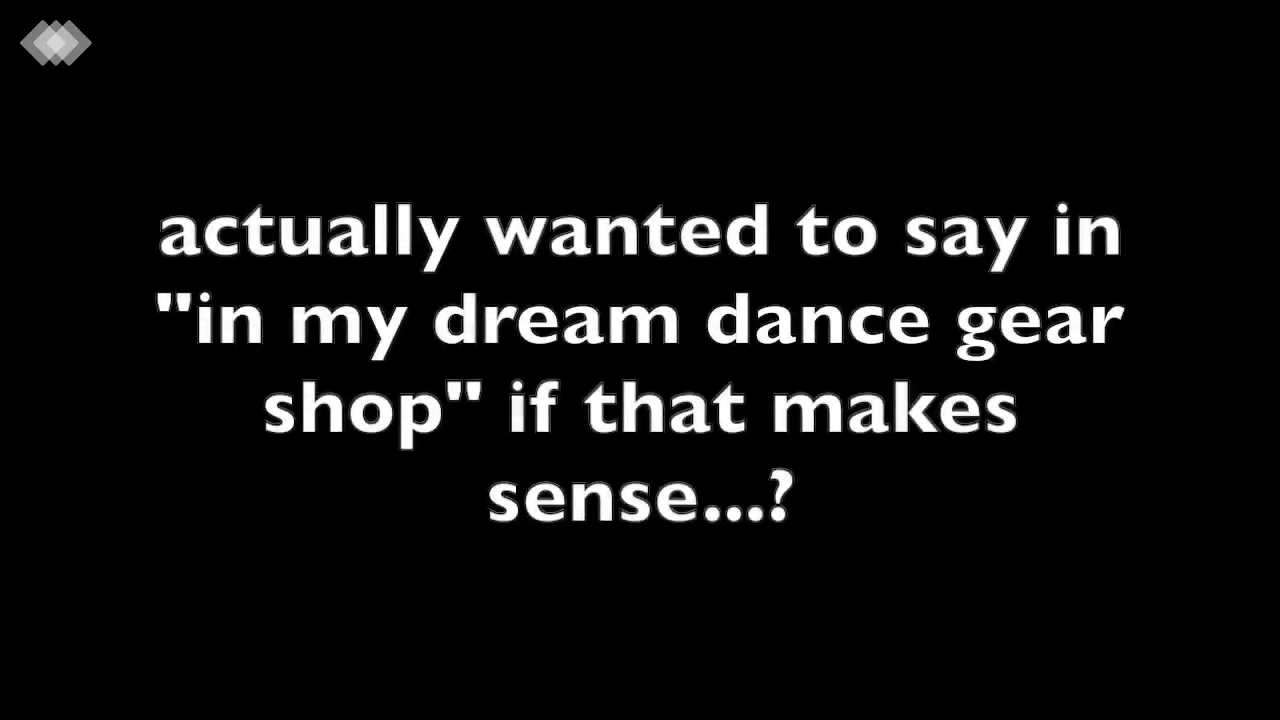 actually wanted to say in
"in my dream dance gear
shop" if that makes
sense...?